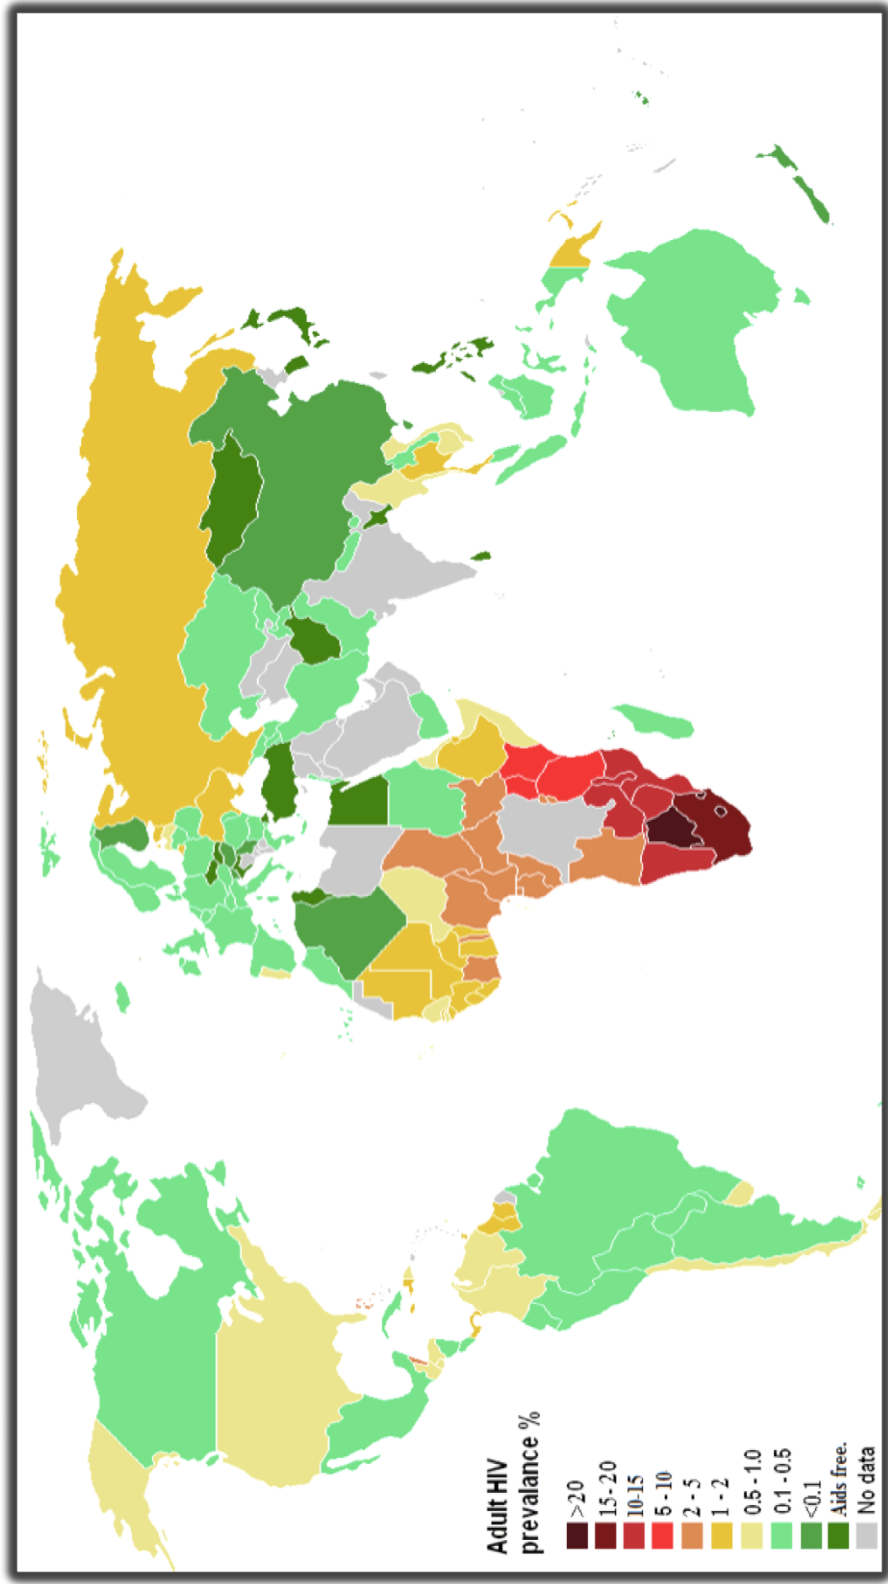 Adult HIV
prevalance %
>20
15 - 20
10-15
5 - 10
2 - 5
1 - 2
0.5 - 1.0
0.1 - 0.5
<0.1
Aids free.
No data